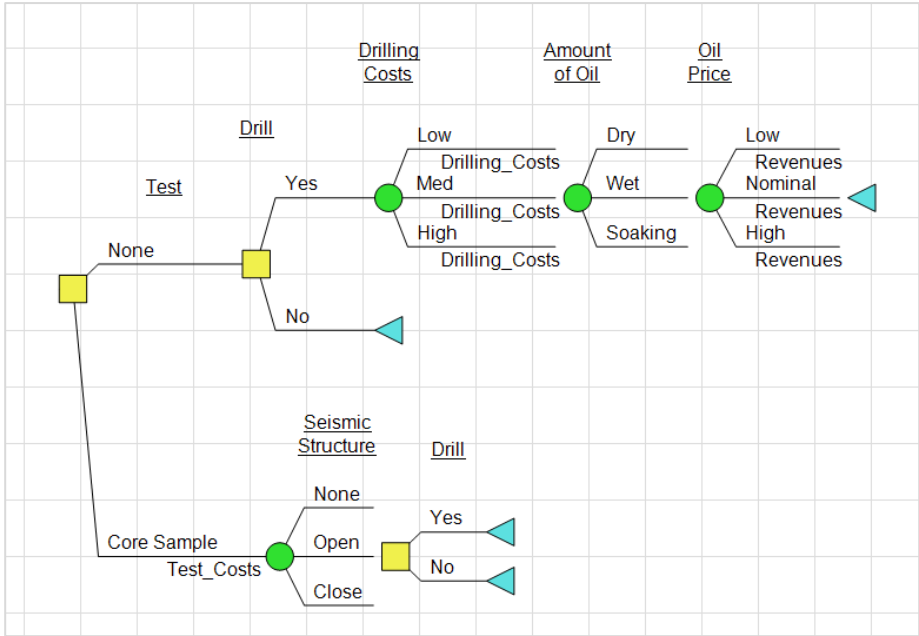 Drilling
Costs
Amount
of Oil
Oil
Price
Drill
Test
Low
Drilling_Costs
Med
Drilling_Costs
High
Drilling_Costs
Dry
Wet
Soaking
Low
Revenues
Nominal
Revenues
High
Revenues
Yes
None
No
Seismic
Structure
Drill
None
Core Sample
Test_Costs
Open
Close
Yes
No